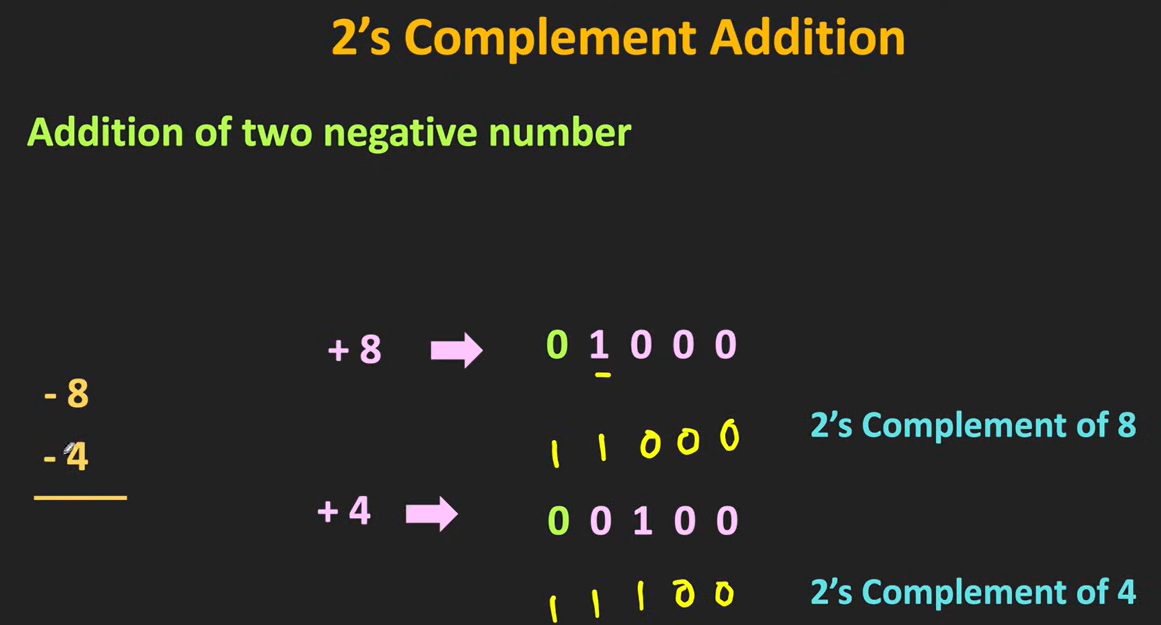 2's Complement Addition
Addition of two negative number
+ 8 0 1 0 0 0
- 8
1 1 0 0 0 2's Complement of 8
- 4
+ 4 0 0 1 0 0
1 1 1 0 0 2's Complement of 4